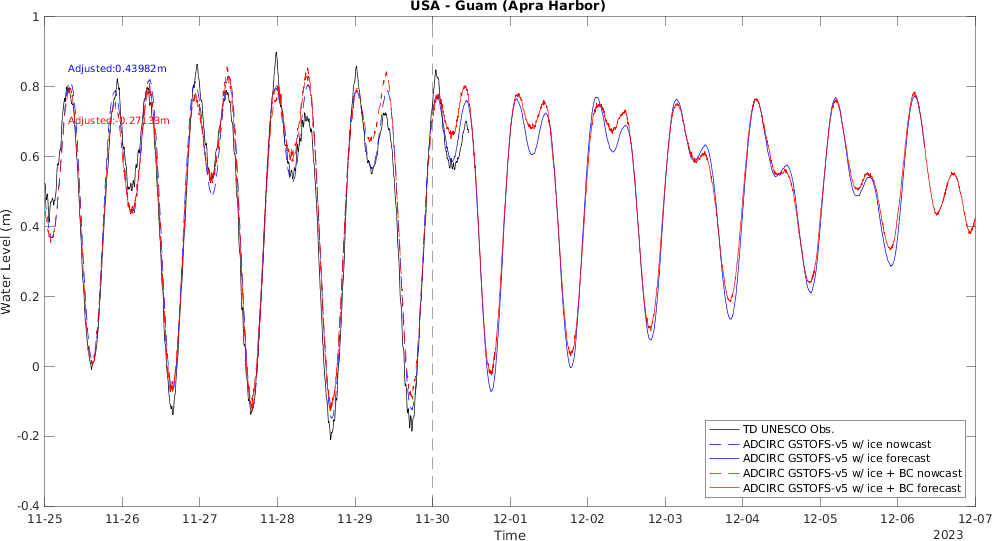 USA - Guam (Apra Harbor)
1
0.8
0.6
0.4
0.2
0
-0.2
-0.4
Water Level (m)
Adjusted:0.43982m
Adjusted:-0.27133m
TD UNESCO Obs.
ADCIRC GSTOFS-v5 w/ ice nowcast
ADCIRC GSTOFS-v5 w/ ice forecast
ADCIRC GSTOFS-v5 w/ ice + BC nowcast
ADCIRC GSTOFS-v5 w/ ice + BC forecast
11-25 11-26 11-27 11-28 11-29 11-30 12-01 12-02 12-03 12-04 12-05 12-06 12-07
Time
2023